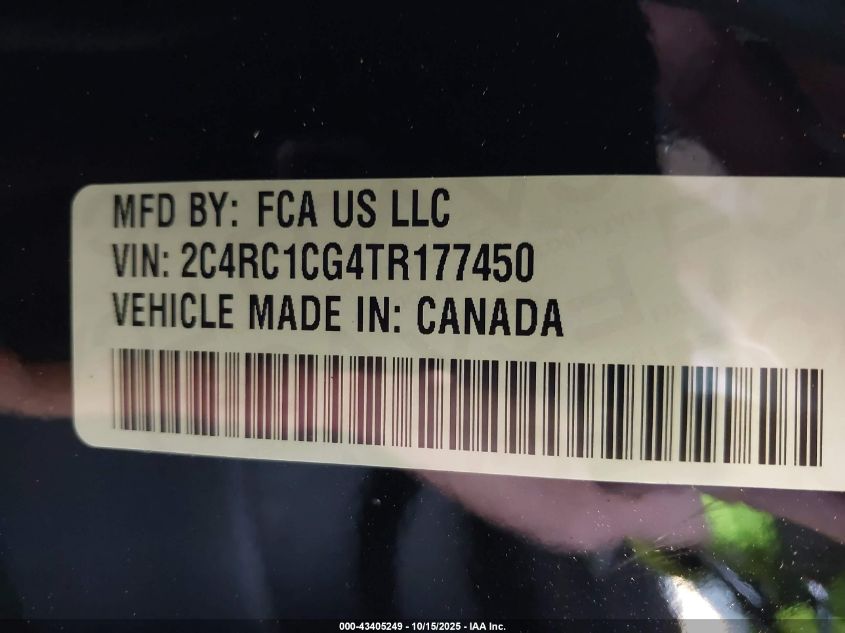 MFD BY: FCA US LLC
VIN: 2C4RC1CG4TR177450
VEHICLE MADE IN: CANADA
000-43405249 - 10/15/2025 - IAA Inc.